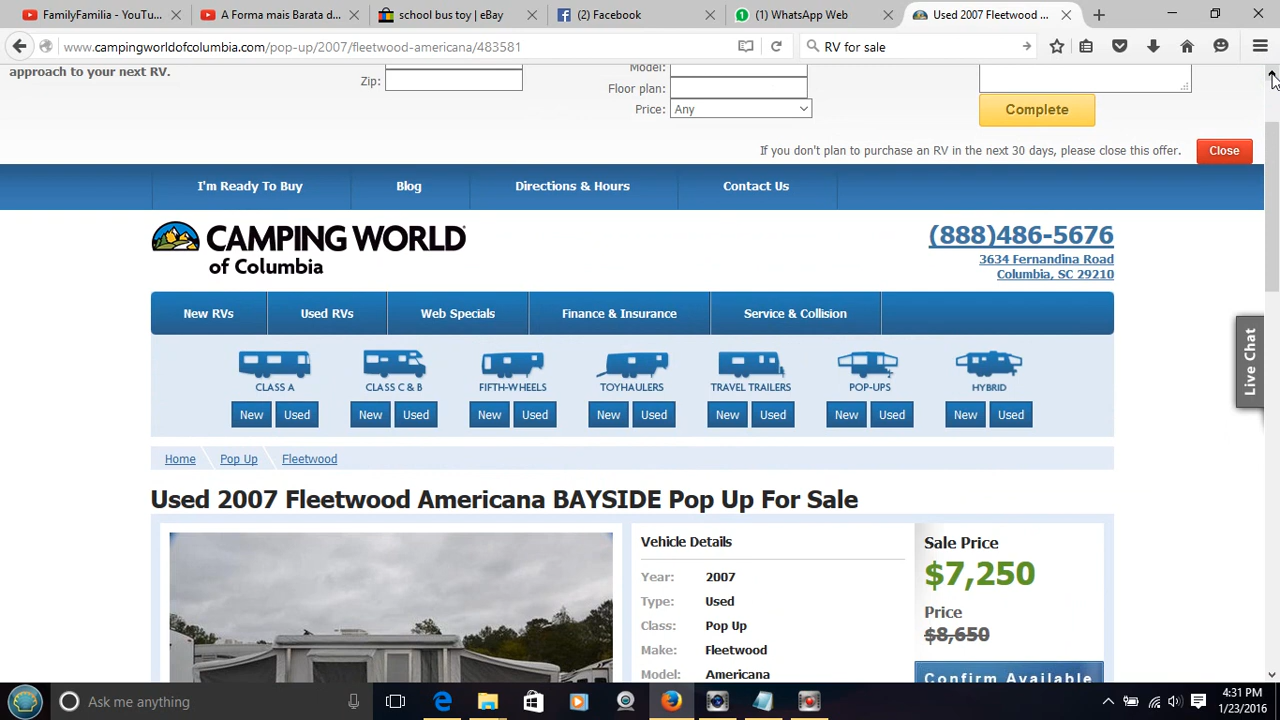 FamilyFamilia - YouTu...
A Forma mais Barata d...
school bus toy | eBay
(2) Facebook
(1) WhatsApp Web
Used 2007 Fleetwood ...
www.campingworldofcolumbia.com/pop-up/2007/fleetwood-americana/483581
RV for sale
approach to your next RV.
Zip:
Model:
Floor plan:
Price: Any
Complete
If you don't plan to purchase an RV in the next 30 days, please close this offer.
Close
I'm Ready To Buy
Blog
Directions & Hours
Contact Us
CAMPING WORLD
of Columbia
(888)486-5676
3634 Fernandina Road
Columbia, SC 29210
New RVs
Used RVs
Web Specials
Finance & Insurance
Service & Collision
CLASS A
CLASS C & B
FIFTH-WHEELS
TOYHAULERS
TRAVEL TRAILERS
POP-UPS
HYBRID
New Used
New Used
New Used
New Used
New Used
New Used
New Used
Live Chat
Home
Pop Up
Fleetwood
Used 2007 Fleetwood Americana BAYSIDE Pop Up For Sale
Vehicle Details
Year: 2007
Type: Used
Class: Pop Up
Make: Fleetwood
Model: Americana
Sale Price
$7,250
Price
$8,650
Confirm Available
Ask me anything
4:31 PM
1/23/2016